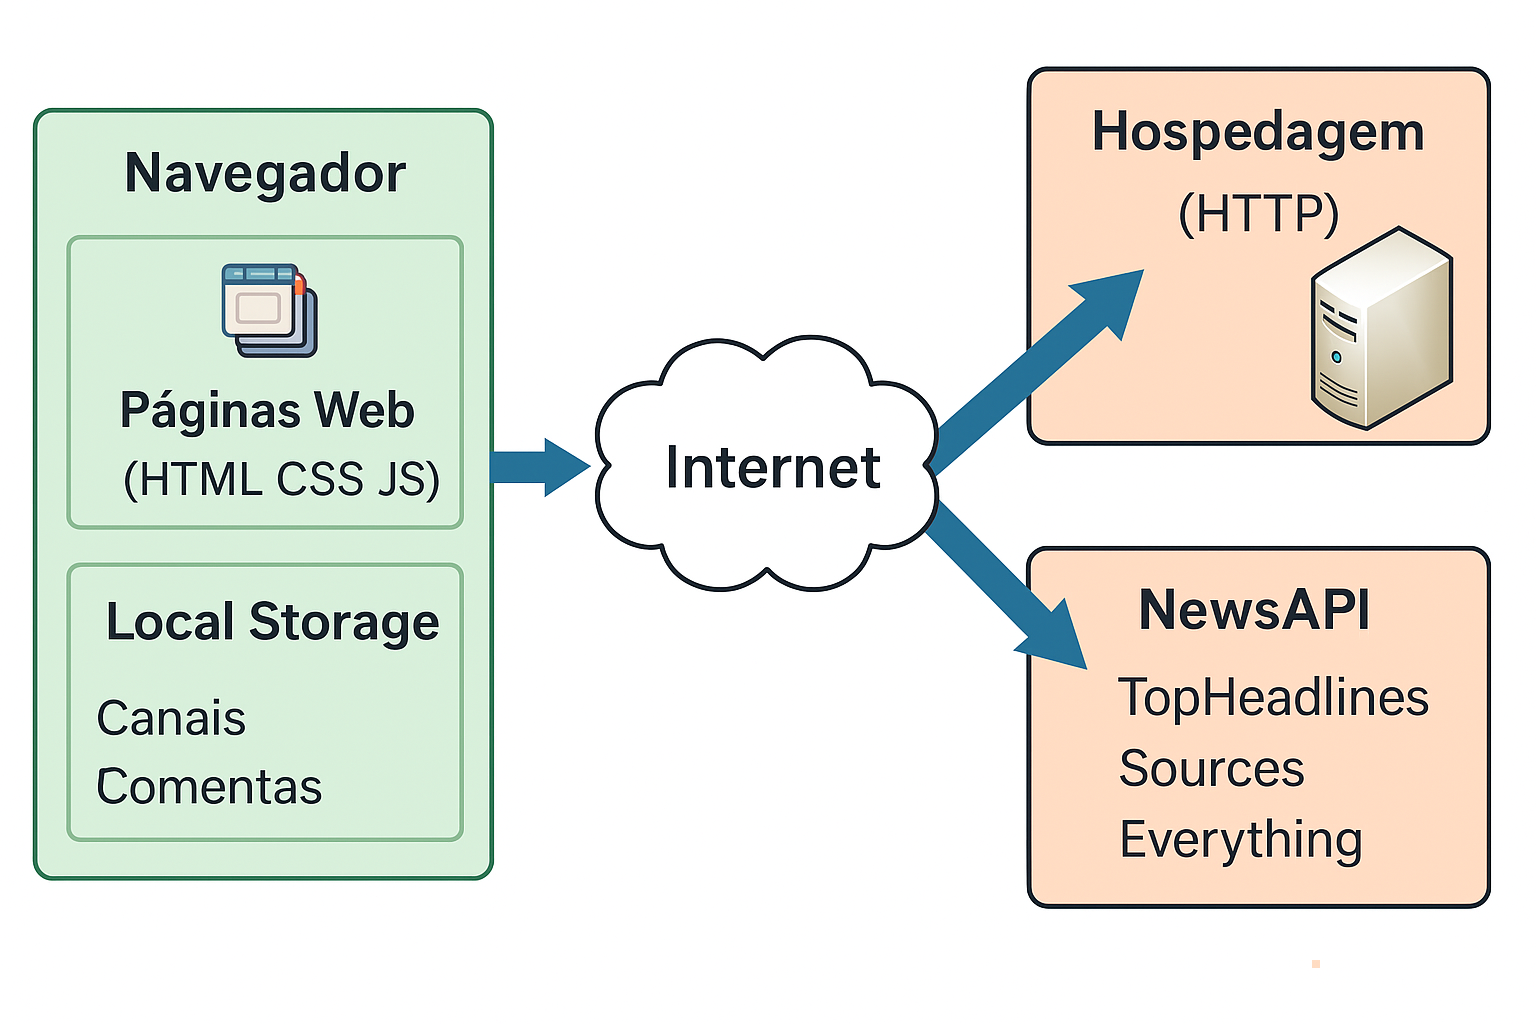 Navegador
Páginas Web
(HTML CSS JS)
Local Storage
Canais
Comentas
Internet
Hospedagem
(HTTP)
NewsAPI
TopHeadlines
Sources
Everything